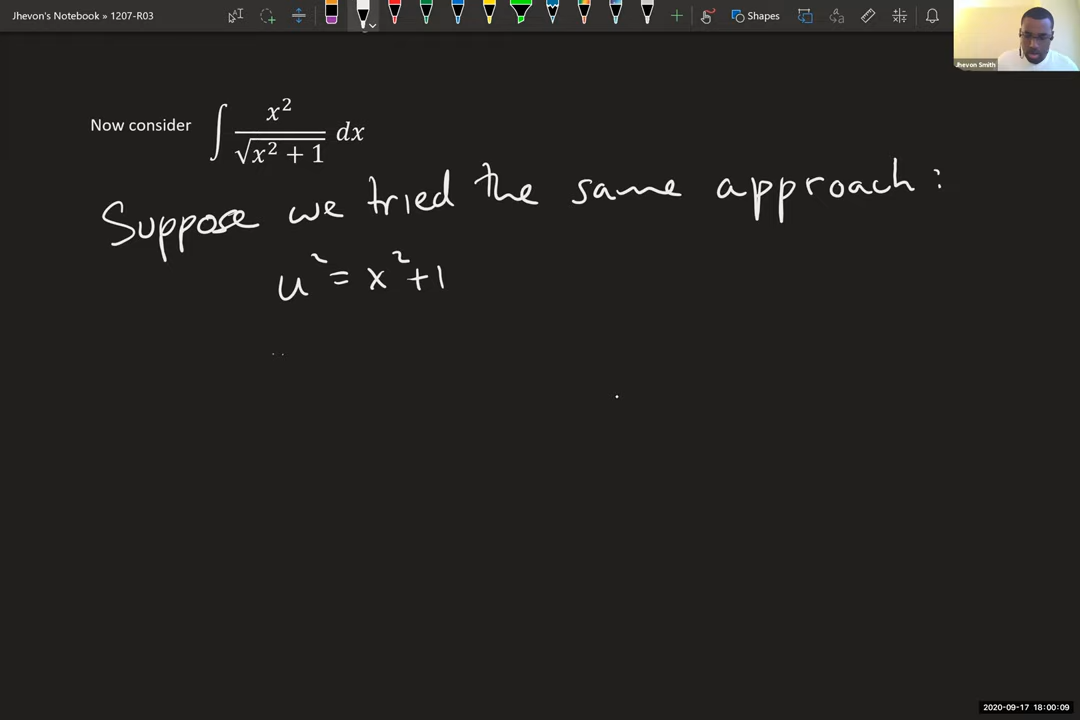 Jhevon's Notebook » 1207-R03
Shapes
Jhevon Smith
Now consider ∫ x² / √(x² + 1) dx
Suppose we tried the same approach :
u² = x² + 1
2020-09-17 18:00:09